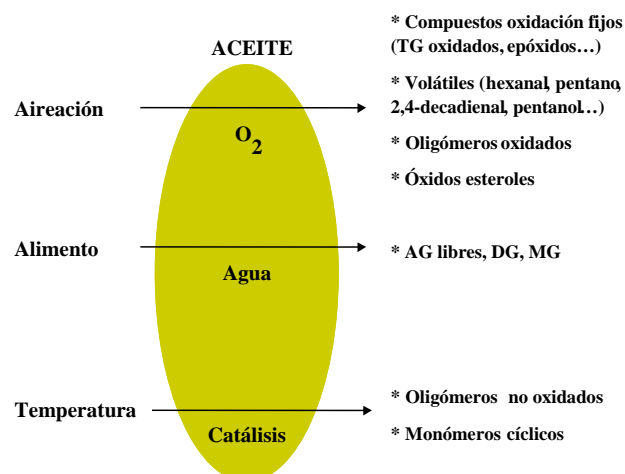 ACEITE
Aireación
O2
* Compuestos oxidación fijos
(TG oxidados, epóxidos…)
* Volátiles (hexanal, pentano,
2,4-decadienal, pentanol…)
* Oligómeros oxidados
* Óxidos esteroles
Alimento
Agua
* AG libres, DG, MG
Temperatura
Catálisis
* Oligómeros no oxidados
* Monómeros cíclicos